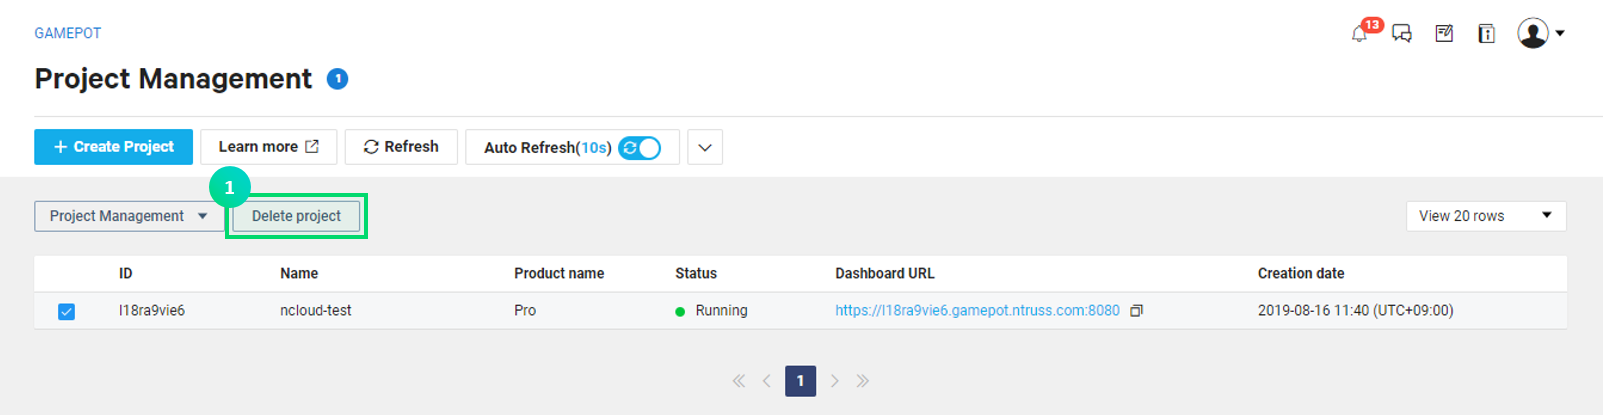 GAMEPOT
13
Project Management 1
+ Create Project
Learn more
Refresh
Auto Refresh(10s)
1
Project Management
Delete project
View 20 rows
ID Name Product name Status Dashboard URL Creation date
l18ra9vie6 ncloud-test Pro Running https://l18ra9vie6.gamepot.ntruss.com:8080 2019-08-16 11:40 (UTC+09:00)
1